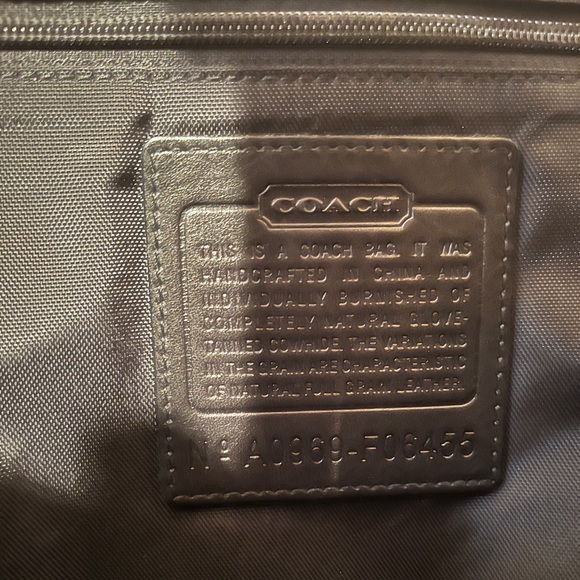 COACH
THIS IS A COACH BAG. IT WAS
HANDCRAFTED IN CHINA AND
INDIVIDUALLY BURNISHED OF
COMPLETELY NATURAL GLOVE-
TANNED COWHIDE. THE VARIATIONS
IN THE GRAIN ARE CHARACTERISTIC
OF NATURAL FULL GRAIN LEATHER.
Nº A0969-F06455